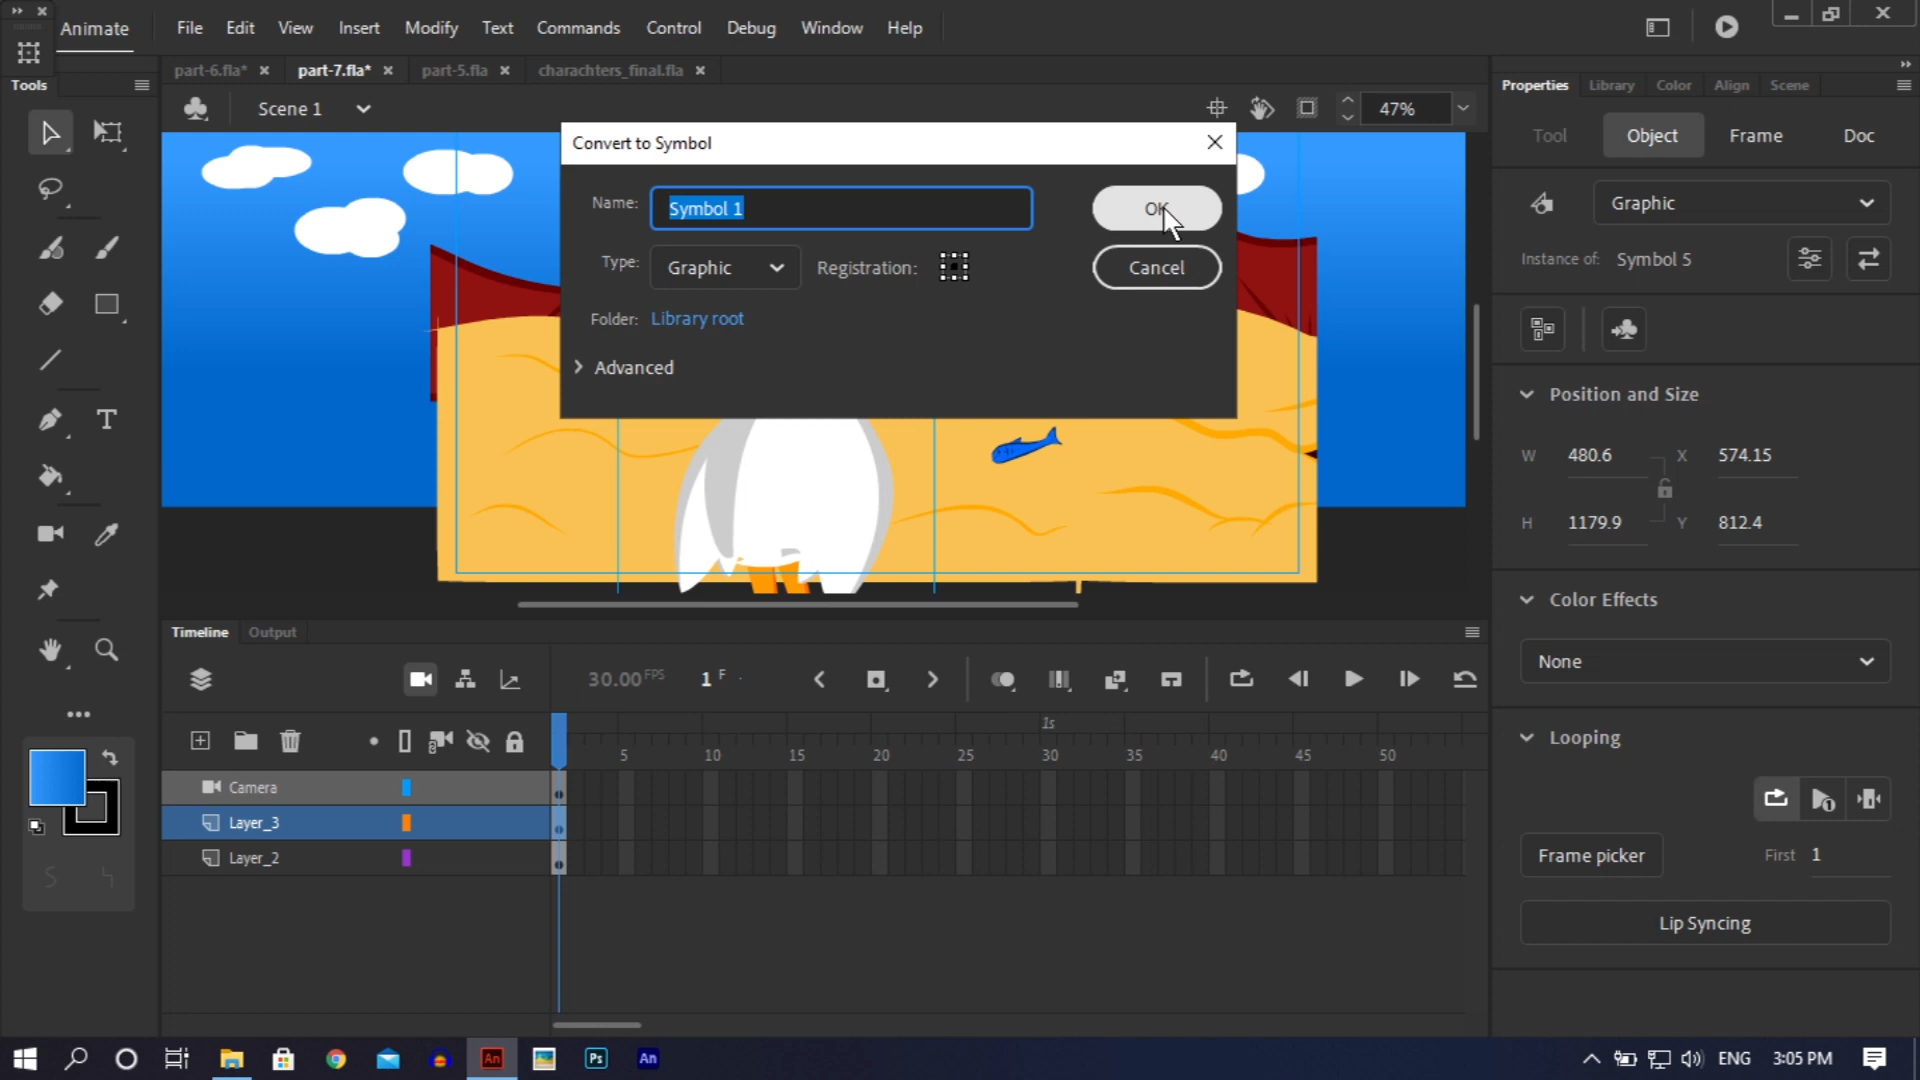 Animate
File
Edit
View
Insert
Modify
Text
Commands
Control
Debug
Window
Help
Tools
part-6.fla*
part-7.fla*
part-5.fla
charachters_final.fla
Scene 1
47%
Properties
Library
Color
Align
Scene
Tool
Object
Frame
Doc
Convert to Symbol
Name:
Symbol 1
OK
Type:
Graphic
Registration:
Cancel
Folder:
Library root
Advanced
Graphic
Instance of:
Symbol 5
Position and Size
W
480.6
X
574.15
H
1179.9
Y
812.4
Color Effects
None
Looping
Frame picker
First
1
Lip Syncing
Timeline
Output
30.00 FPS
1 F
1s
5
10
15
20
25
30
35
40
45
50
Camera
Layer_3
Layer_2
An
Ps
An
ENG
3:05 PM